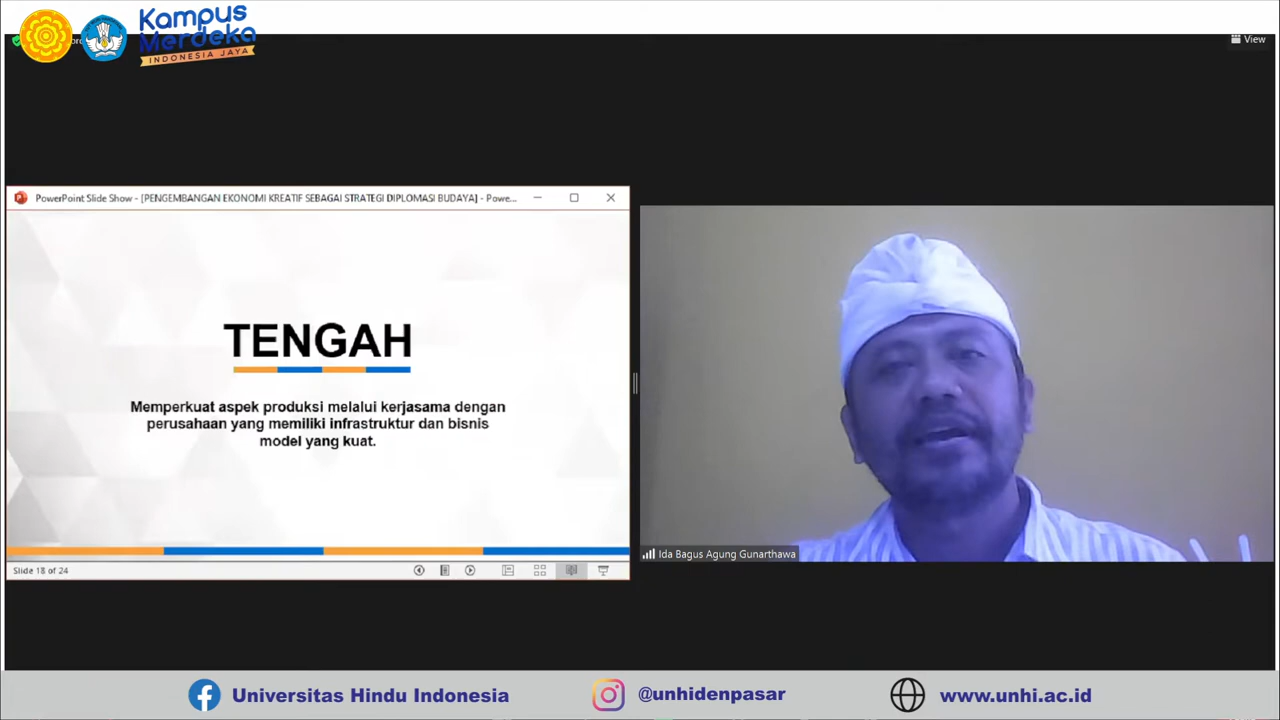 Kampus
Merdeka
INDONESIA JAYA
View
PowerPoint Slide Show - [PENGEMBANGAN EKONOMI KREATIF SEBAGAI STRATEGI DIPLOMASI BUDAYA] - Powe...
TENGAH
Memperkuat aspek produksi melalui kerjasama dengan
perusahaan yang memiliki infrastruktur dan bisnis
model yang kuat.
Slide 18 of 24
Ida Bagus Agung Gunarthawa
Universitas Hindu Indonesia
@unhidenpasar
www.unhi.ac.id